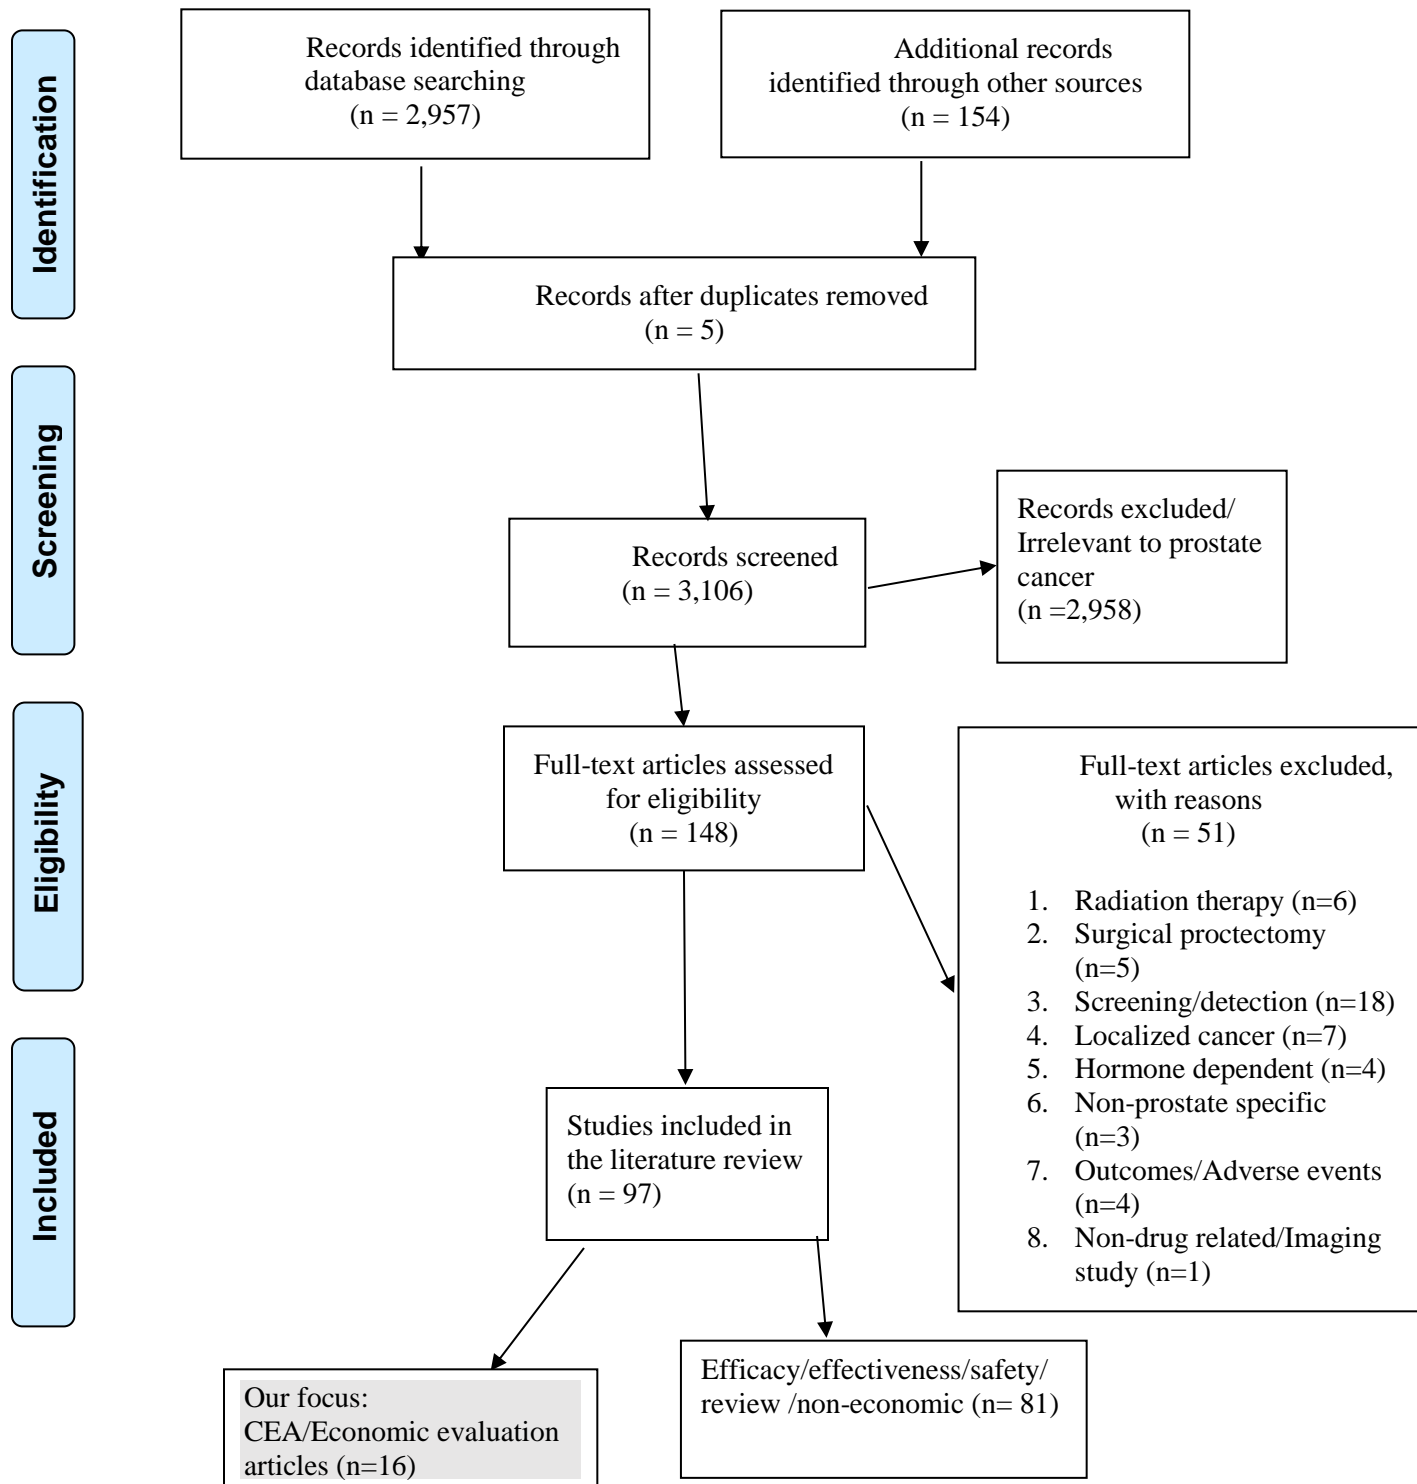 Identification
Records identified through
database searching
(n = 2,957)
Additional records
identified through other sources
(n = 154)
Records after duplicates removed
(n = 5)
Screening
Records screened
(n = 3,106)
Records excluded/
Irrelevant to prostate
cancer
(n =2,958)
Eligibility
Full-text articles assessed
for eligibility
(n = 148)
Full-text articles excluded,
with reasons
(n = 51)
1. Radiation therapy (n=6)
2. Surgical proctectomy
(n=5)
3. Screening/detection (n=18)
4. Localized cancer (n=7)
5. Hormone dependent (n=4)
6. Non-prostate specific
(n=3)
7. Outcomes/Adverse events
(n=4)
8. Non-drug related/Imaging
study (n=1)
Included
Studies included in
the literature review
(n = 97)
Our focus:
CEA/Economic evaluation
articles (n=16)
Efficacy/effectiveness/safety/
review /non-economic (n= 81)